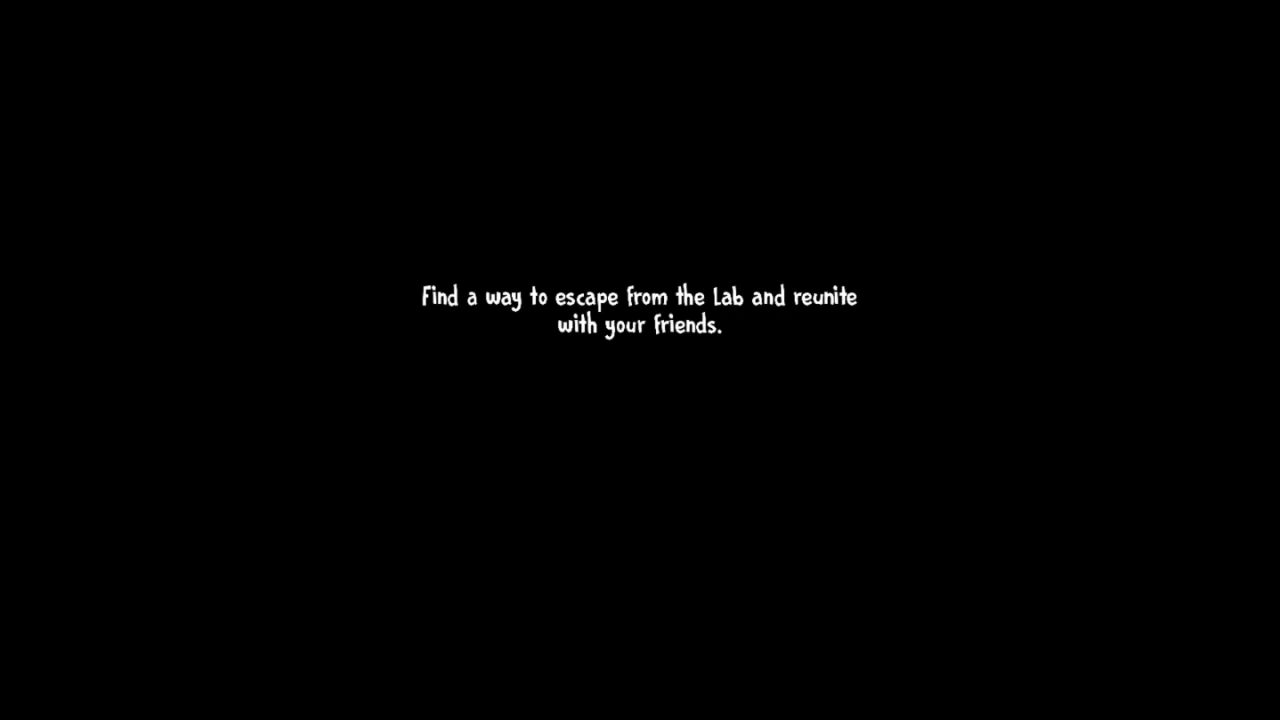 Find a way to escape from the Lab and reunite
with your friends.